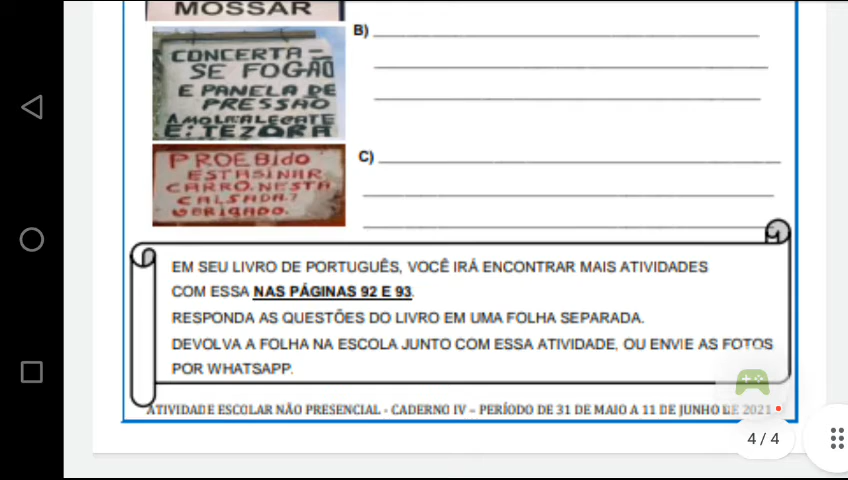 MOSSAR
B)
CONCERTA-
SE FOGÃO
E PANELA DE
PRESSÃO
AMOLA:ALECATE
E: TEZORA
C)
PROEBido
ESTASINAR
CARRO. NESTA
CALSADA.?
OBRIGADO.
EM SEU LIVRO DE PORTUGUÊS, VOCÊ IRÁ ENCONTRAR MAIS ATIVIDADES
COM ESSA NAS PÁGINAS 92 E 93.
RESPONDA AS QUESTÕES DO LIVRO EM UMA FOLHA SEPARADA.
DEVOLVA A FOLHA NA ESCOLA JUNTO COM ESSA ATIVIDADE, OU ENVIE AS FOTOS
POR WHATSAPP.
ATIVIDADE ESCOLAR NÃO PRESENCIAL - CADERNO IV – PERÍODO DE 31 DE MAIO A 11 DE JUNHO DE 2021
4 / 4